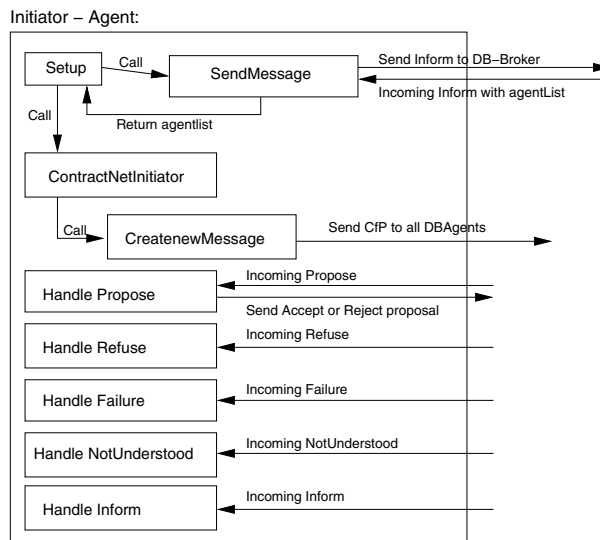 Initiator – Agent:
Setup
Call
SendMessage
Send Inform to DB–Broker
Incoming Inform with agentList
Call
Return agentlist
ContractNetInitiator
Call
CreatenewMessage
Send CfP to all DBAgents
Handle Propose
Incoming Propose
Send Accept or Reject proposal
Handle Refuse
Incoming Refuse
Handle Failure
Incoming Failure
Handle NotUnderstood
Incoming NotUnderstood
Handle Inform
Incoming Inform